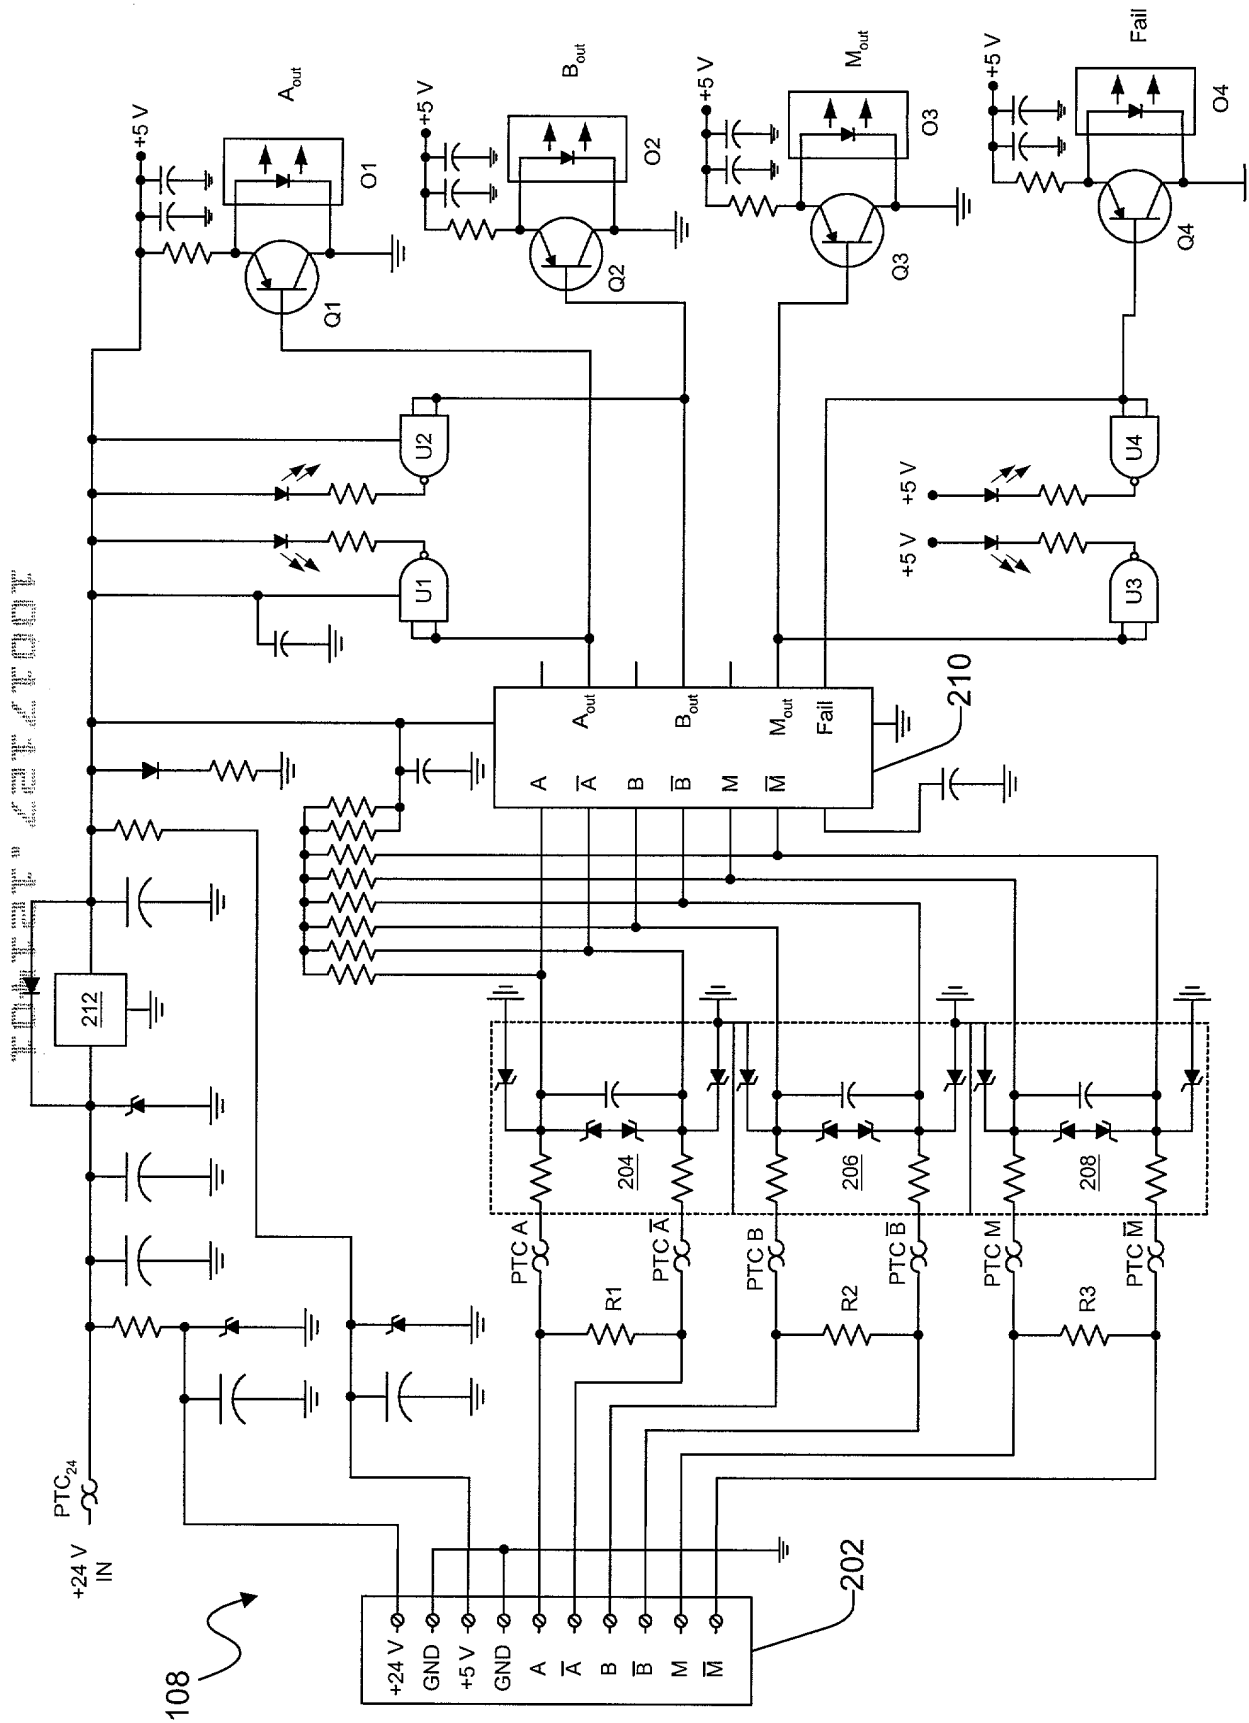 108
+24 V
IN
PTC24
212
+5 V
Aout
O1
Q1
+5 V
Bout
O2
Q2
+5 V
Mout
O3
Q3
+5 V
Fail
O4
Q4
U1
U2
+5 V
+5 V
U3
U4
A
A̅
B
B̅
M
M̅
Aout
Bout
Mout
Fail
210
204
206
208
PTC A
PTC A̅
PTC B
PTC B̅
PTC M
PTC M̅
R1
R2
R3
+24 V
GND
+5 V
GND
A
A̅
B
B̅
M
M̅
202